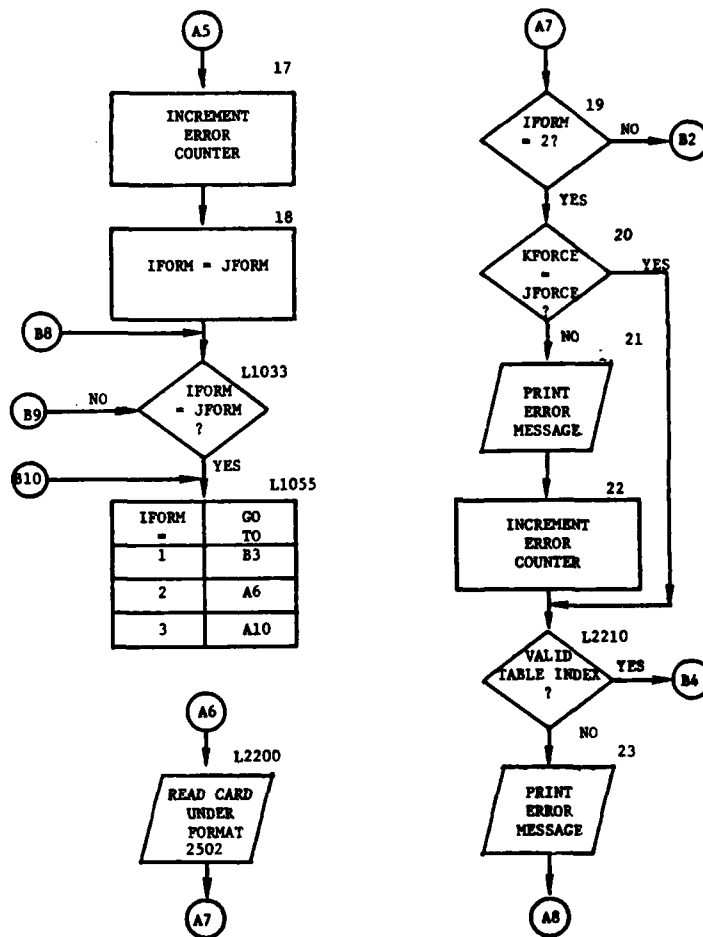 A5
17
INCREMENT
ERROR
COUNTER
18
IFORM = JFORM
B8
L1033
IFORM
= JFORM
?
NO
B9
YES
B10
L1055
IFORM
=
GO
TO
1
B3
2
A6
3
A10
A6
L2200
READ CARD
UNDER
FORMAT
2502
A7
A7
19
IFORM
= 2?
NO
B2
YES
20
KFORCE
=
JFORCE
?
YES
NO
21
PRINT
ERROR
MESSAGE
22
INCREMENT
ERROR
COUNTER
L2210
VALID
TABLE INDEX
?
YES
B4
NO
23
PRINT
ERROR
MESSAGE
A8